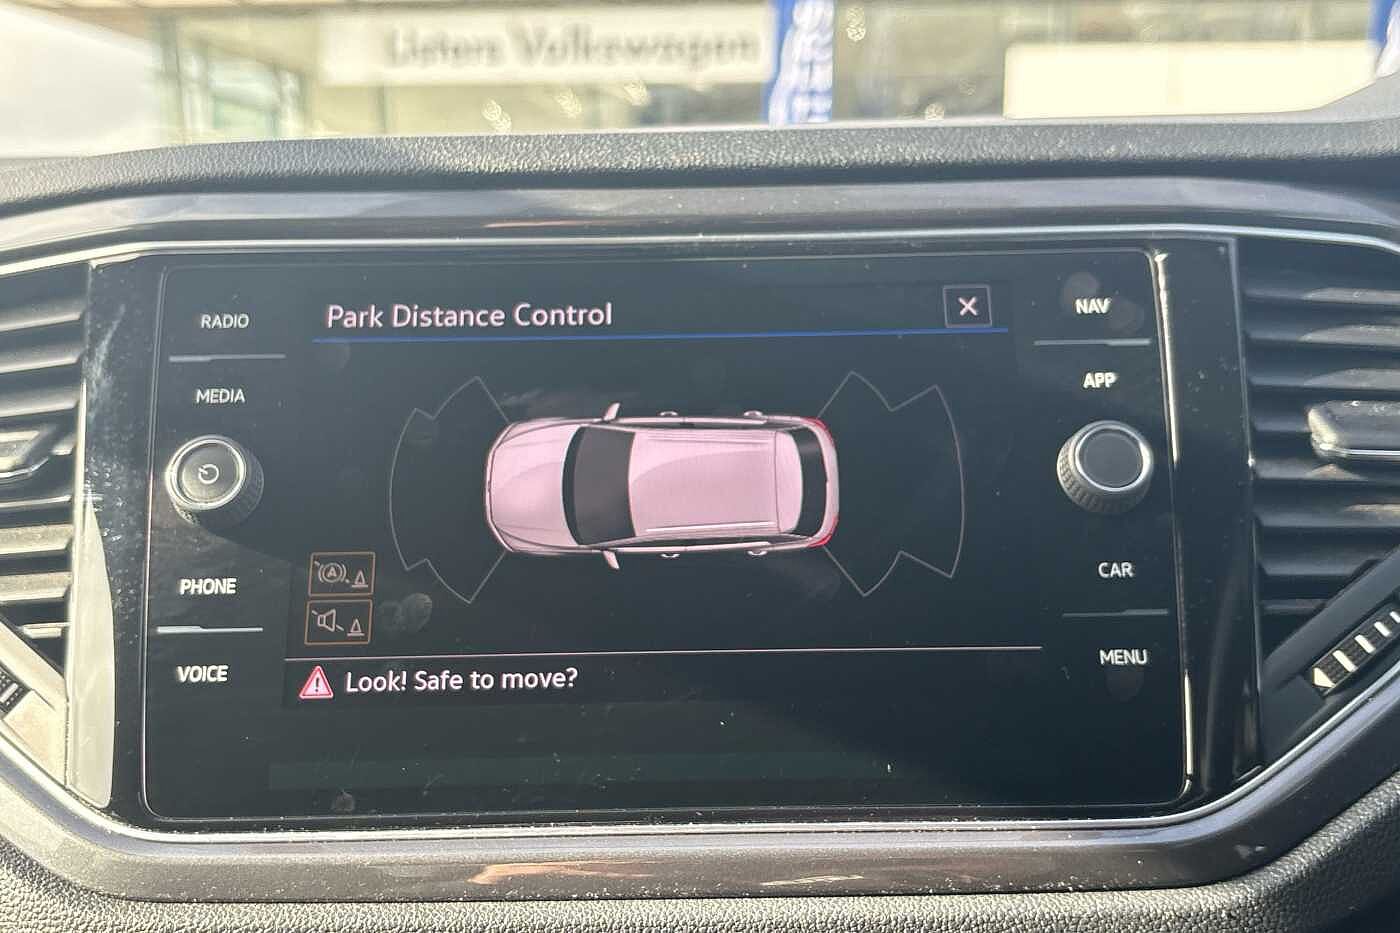 Listers Volkswagen
Park Distance Control
RADIO
MEDIA
PHONE
VOICE
NAV
APP
CAR
MENU
Look! Safe to move?